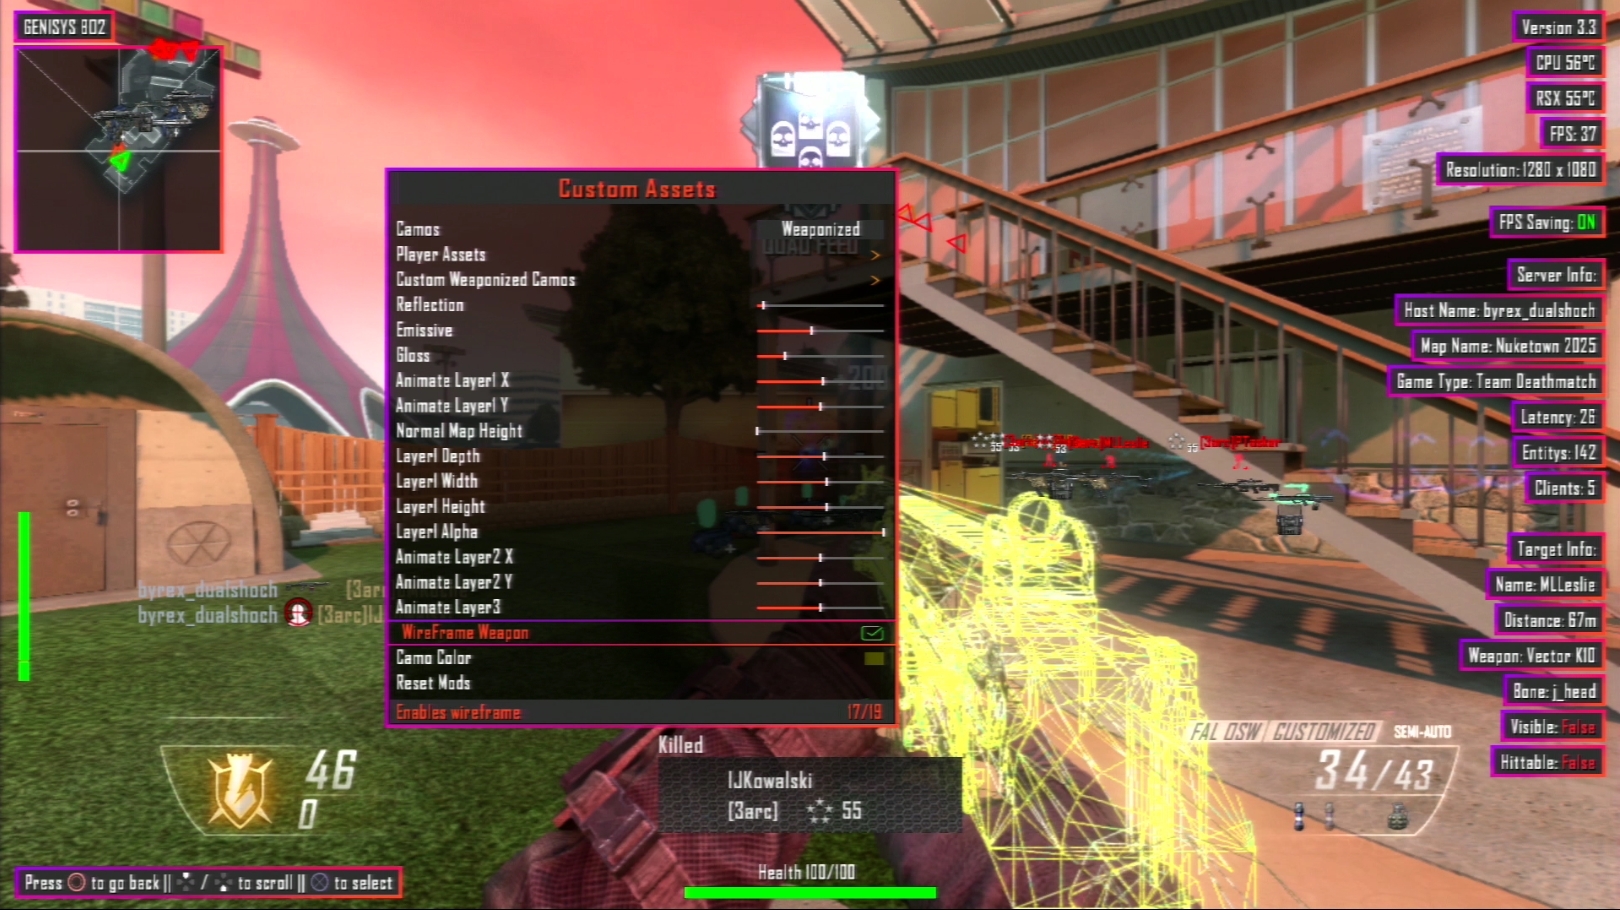 GENISYS 802
Version 3.3
CPU 56°C
RSX 55°C
FPS: 37
Resolution: 1280 x 1080
FPS Saving: ON
Server Info:
Host Name: byrex_dualshoch
Map Name: Nuketown 2025
Game Type: Team Deathmatch
Latency: 26
Entitys: 142
Clients: 5
Target Info:
Name: MLLeslie
Distance: 67m
Weapon: Vector K10
Bone: j_head
Visible: False
Hittable: False
Custom Assets
Camos Weaponized
QUAD FEED
Player Assets >
Custom Weaponized Camos >
Reflection
Emissive
Gloss
Animate Layer1 X
200
Animate Layer1 Y
Normal Map Height
Layer1 Depth
Layer1 Width
Layer1 Height
Layer1 Alpha
Animate Layer2 X
Animate Layer2 Y
Animate Layer3
WireFrame Weapon
Camo Color
Reset Mods
Enables wireframe 17/19
byrex_dualshoch [3arc
byrex_dualshoch [3arc]IJ
MLLeslie
55
46
0
Killed
IJKowalski
[3arc] 55
Health 100/100
FAL OSW CUSTOMIZED SEMI-AUTO
34/43
Press to go back || / to scroll || to select